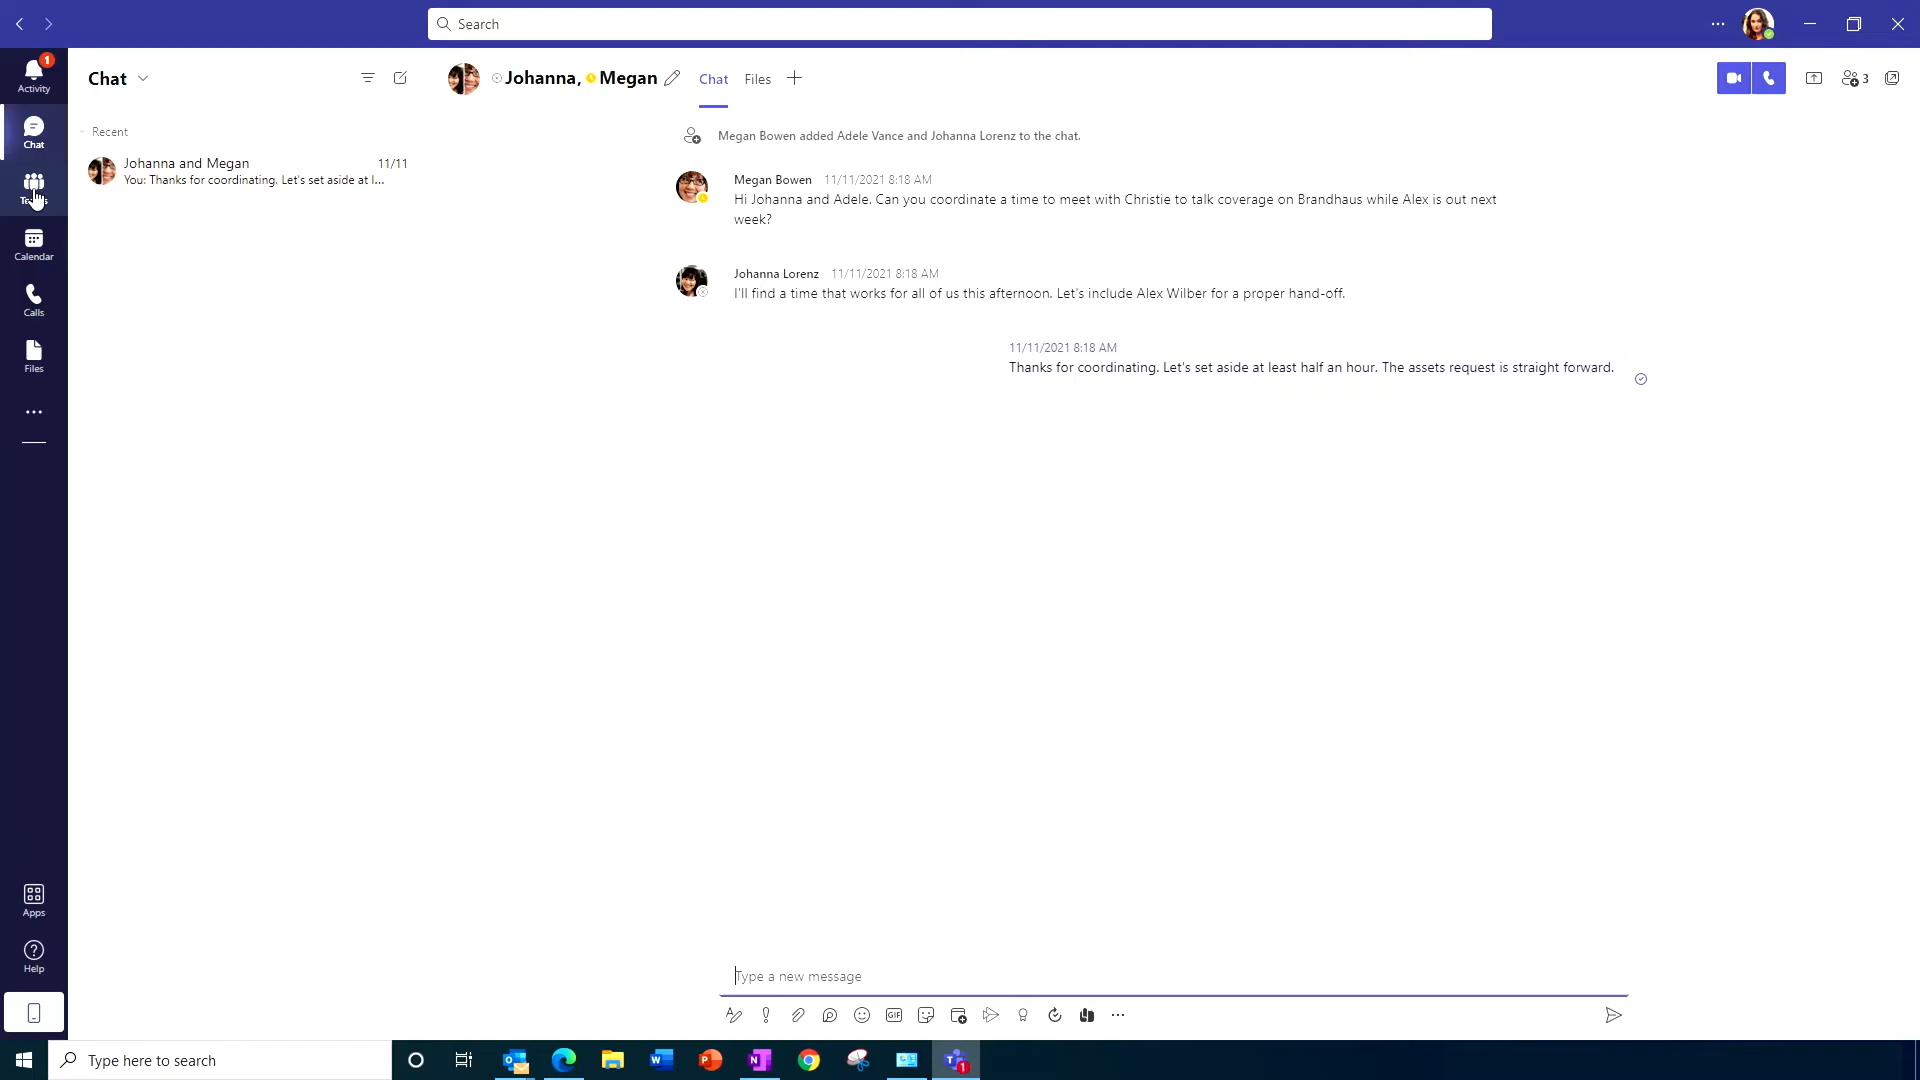 Search
1
Activity
Chat
Calendar
Calls
Files
Apps
Help
Chat
Recent
Johanna and Megan 11/11
You: Thanks for coordinating. Let's set aside at l...
Johanna, Megan Chat Files 3
Megan Bowen added Adele Vance and Johanna Lorenz to the chat.
Megan Bowen 11/11/2021 8:18 AM
Hi Johanna and Adele. Can you coordinate a time to meet with Christie to talk coverage on Brandhaus while Alex is out next
week?
Johanna Lorenz 11/11/2021 8:18 AM
I'll find a time that works for all of us this afternoon. Let's include Alex Wilber for a proper hand-off.
11/11/2021 8:18 AM
Thanks for coordinating. Let's set aside at least half an hour. The assets request is straight forward.
Type a new message
GIF
Type here to search
1